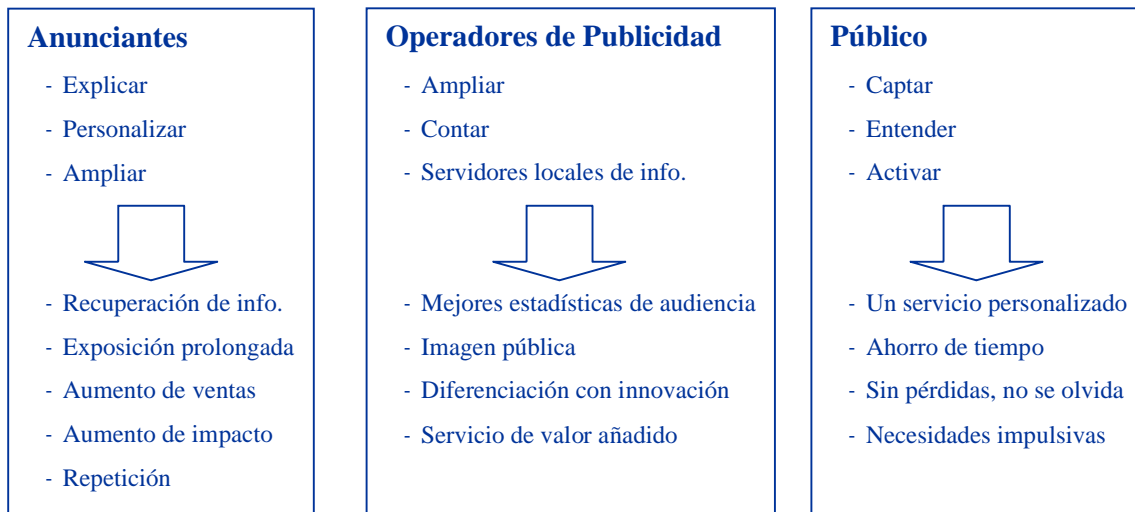 Anunciantes
- Explicar
- Personalizar
- Ampliar
- Recuperación de info.
- Exposición prolongada
- Aumento de ventas
- Aumento de impacto
- Repetición
Operadores de Publicidad
- Ampliar
- Contar
- Servidores locales de info.
- Mejores estadísticas de audiencia
- Imagen pública
- Diferenciación con innovación
- Servicio de valor añadido
Público
- Captar
- Entender
- Activar
- Un servicio personalizado
- Ahorro de tiempo
- Sin pérdidas, no se olvida
- Necesidades impulsivas